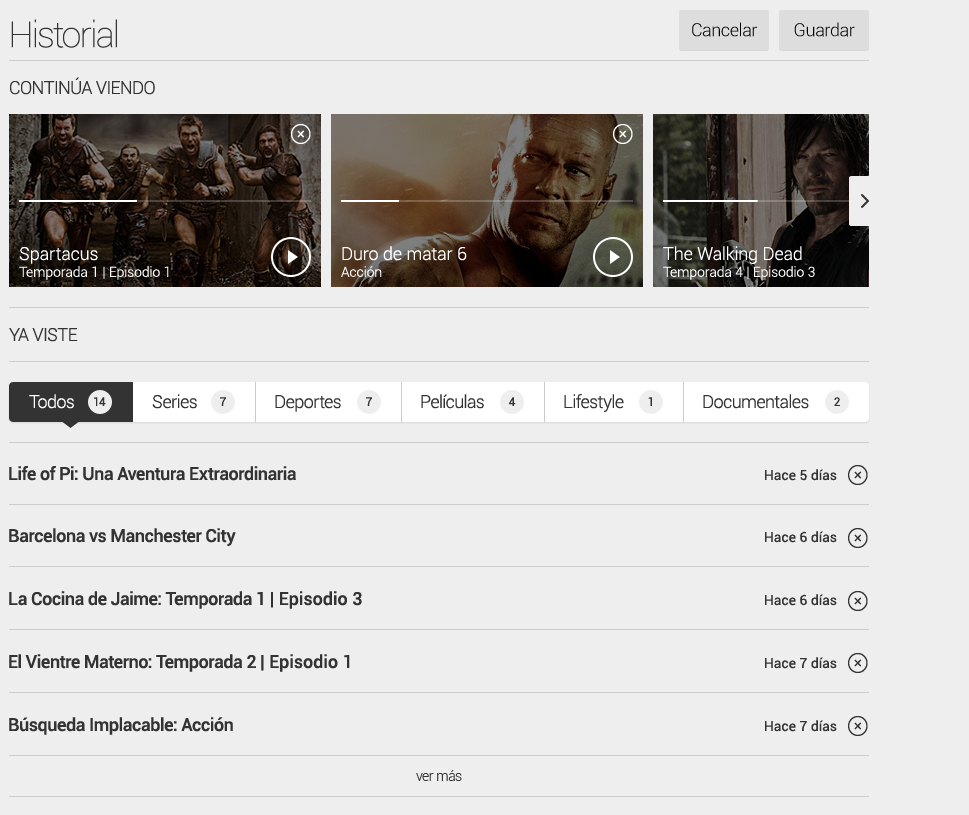 Historial
Cancelar
Guardar
CONTINÚA VIENDO
Spartacus
Temporada 1 | Episodio 1
Duro de matar 6
Acción
The Walking Dead
Temporada 4 | Episodio 3
YA VISTE
Todos 14
Series 7
Deportes 7
Películas 4
Lifestyle 1
Documentales 2
Life of Pi: Una Aventura Extraordinaria
Hace 5 días
Barcelona vs Manchester City
Hace 6 días
La Cocina de Jaime: Temporada 1 | Episodio 3
Hace 6 días
El Vientre Materno: Temporada 2 | Episodio 1
Hace 7 días
Búsqueda Implacable: Acción
Hace 7 días
ver más